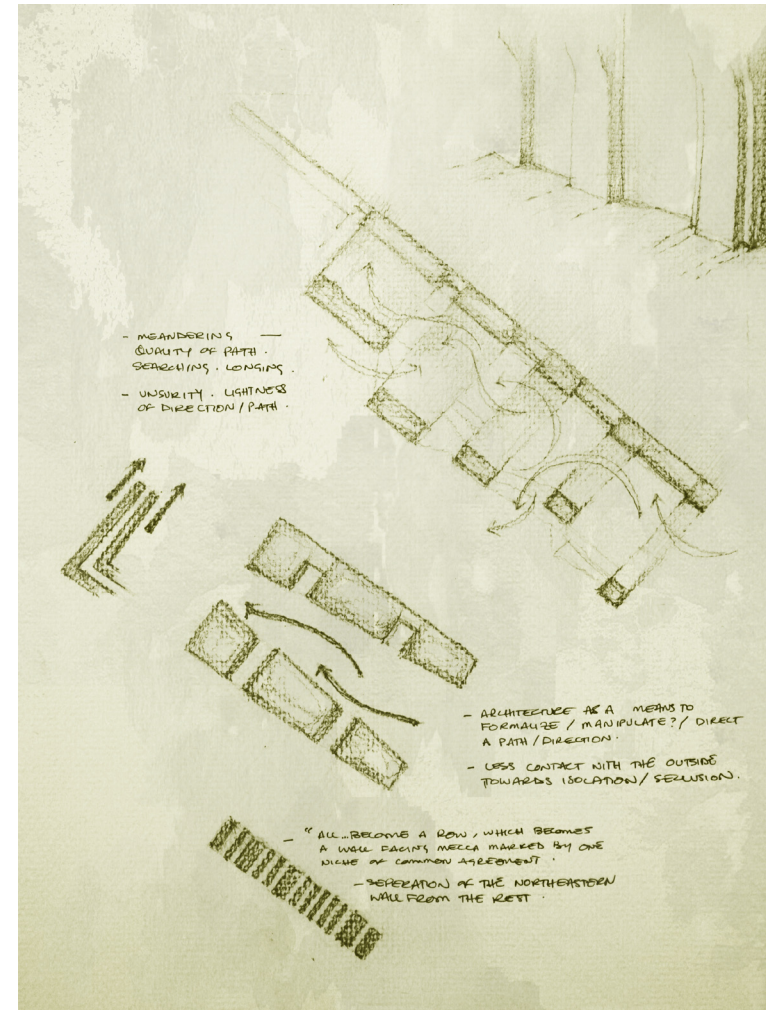 - MEANDERING —
QUALITY OF PATH.
SEARCHING. LONGING.
- UNSURITY. LIGHTNESS
OF DIRECTION/PATH.
- ARCHITECTURE AS A MEANS TO
FORMALIZE / MANIPULATE? / DIRECT
A PATH/DIRECTION.
- LESS CONTACT WITH THE OUTSIDE
TOWARDS ISOLATION/ SECLUSION.
- "ALL...BECOME A ROW, WHICH BECOMES
A WALL FACING MECCA MARKED BY ONE
NICHE OF COMMON AGREEMENT.
- SEPERATION OF THE NORTHEASTERN
WALL FROM THE REST.